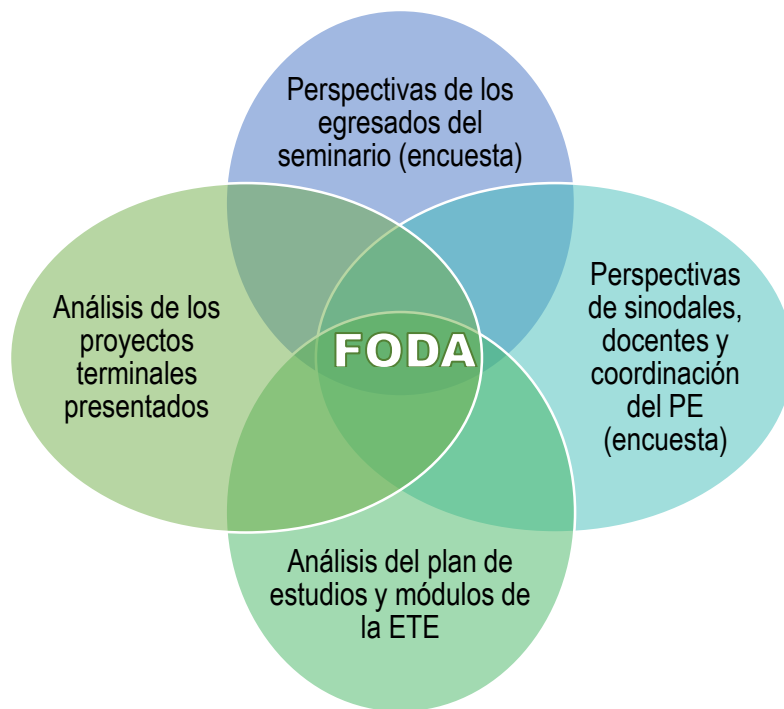 Perspectivas de los
egresados del
seminario (encuesta)
Análisis de los
proyectos
terminales
presentados
FODA
Perspectivas
de sinodales,
docentes y
coordinación
del PE
(encuesta)
Análisis del plan de
estudios y módulos de
la ETE